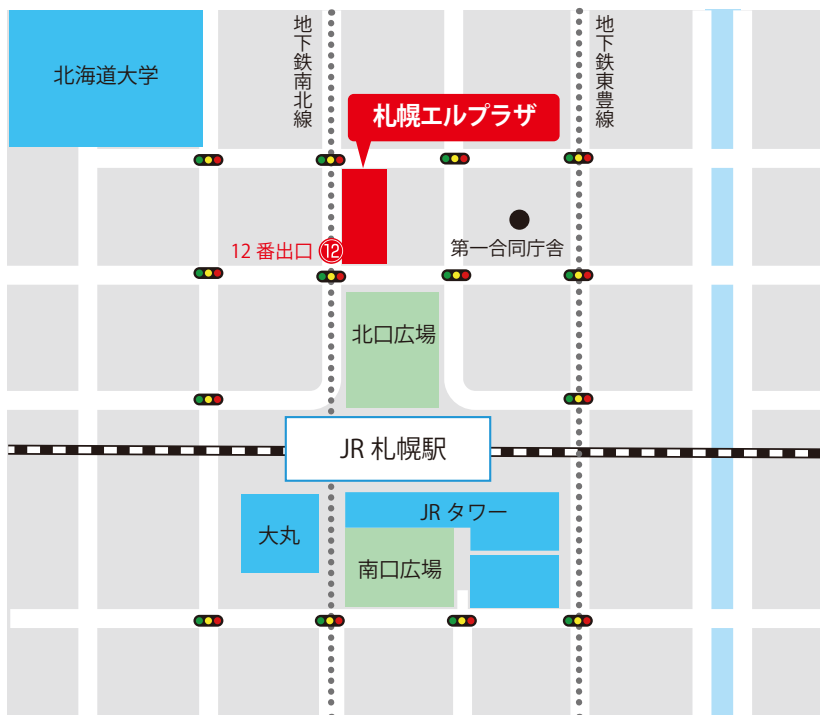 北海道大学
地下鉄南北線
地下鉄東豊線
札幌エルプラザ
12 番出口 ⑫
第一合同庁舎
北口広場
JR 札幌駅
JR タワー
大丸
南口広場